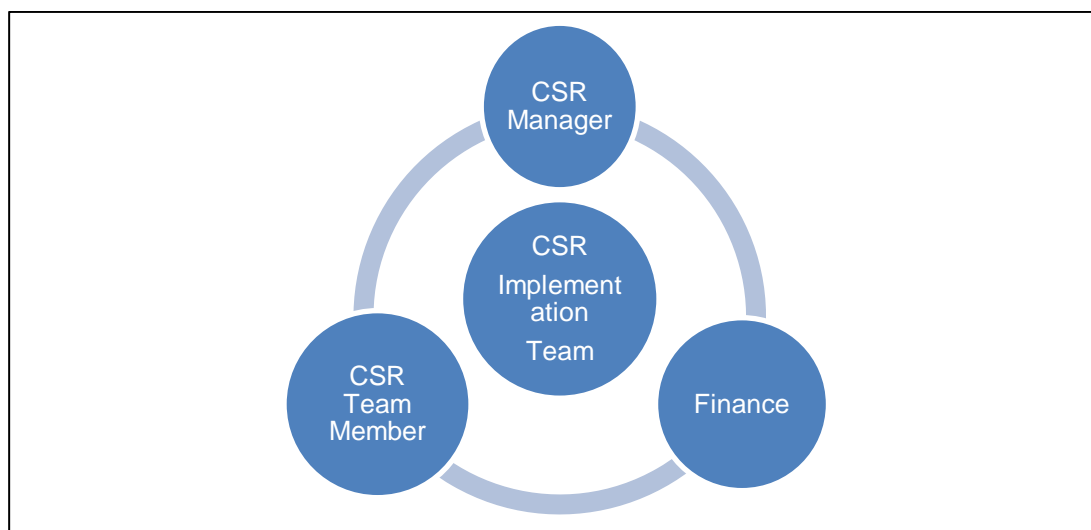 CSR
Manager
CSR
Implement
ation
Team
CSR
Team
Member
Finance